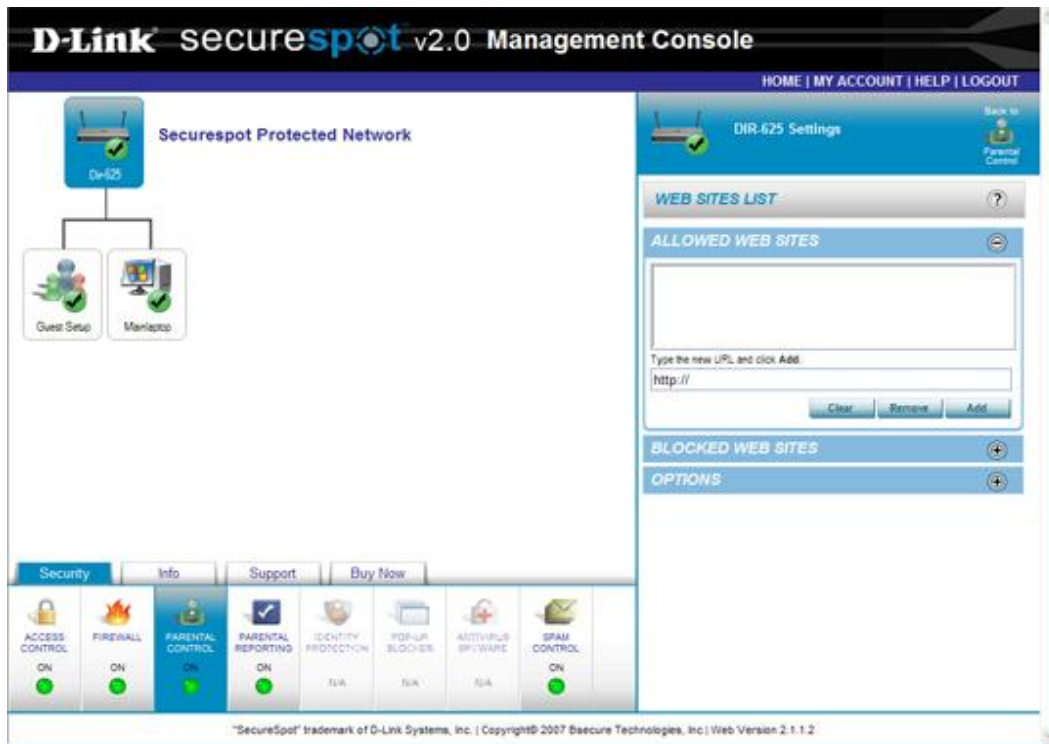 D-Link securespot v2.0 Management Console
HOME | MY ACCOUNT | HELP | LOGOUT
Dir-625
Securespot Protected Network
Guest Setup
Mainlaptop
DIR-625 Settings
Back to
Parental
Control
WEB SITES LIST
?
ALLOWED WEB SITES
Type the new URL and click Add.
http://
Clear
Remove
Add
BLOCKED WEB SITES
OPTIONS
Security
Info
Support
Buy Now
ACCESS
CONTROL
ON
FIREWALL
ON
PARENTAL
CONTROL
ON
PARENTAL
REPORTING
ON
IDENTITY
PROTECTION
N/A
POP-UP
BLOCKER
N/A
ANTIVIRUS
SPYWARE
N/A
SPAM
CONTROL
ON
"SecureSpot" trademark of D-Link Systems, Inc. | Copyright© 2007 Bsecure Technologies, Inc | Web Version 2.1.1.2